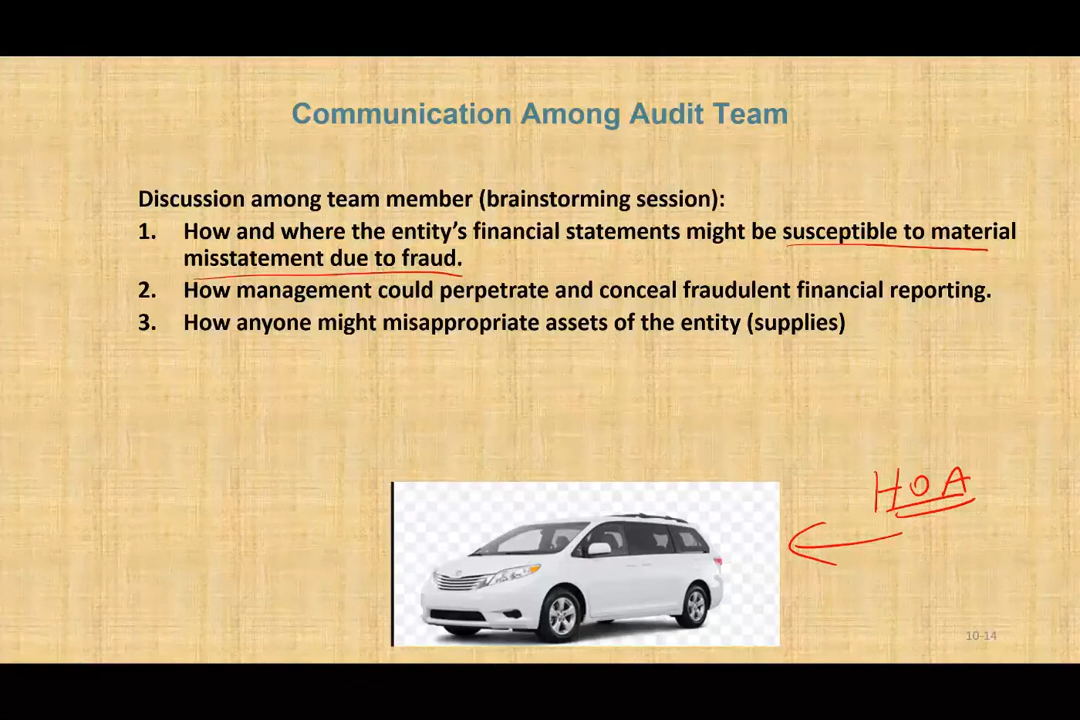 Communication Among Audit Team
Discussion among team member (brainstorming session):
1. How and where the entity's financial statements might be susceptible to material
misstatement due to fraud.
2. How management could perpetrate and conceal fraudulent financial reporting.
3. How anyone might misappropriate assets of the entity (supplies)
HOA
10-14